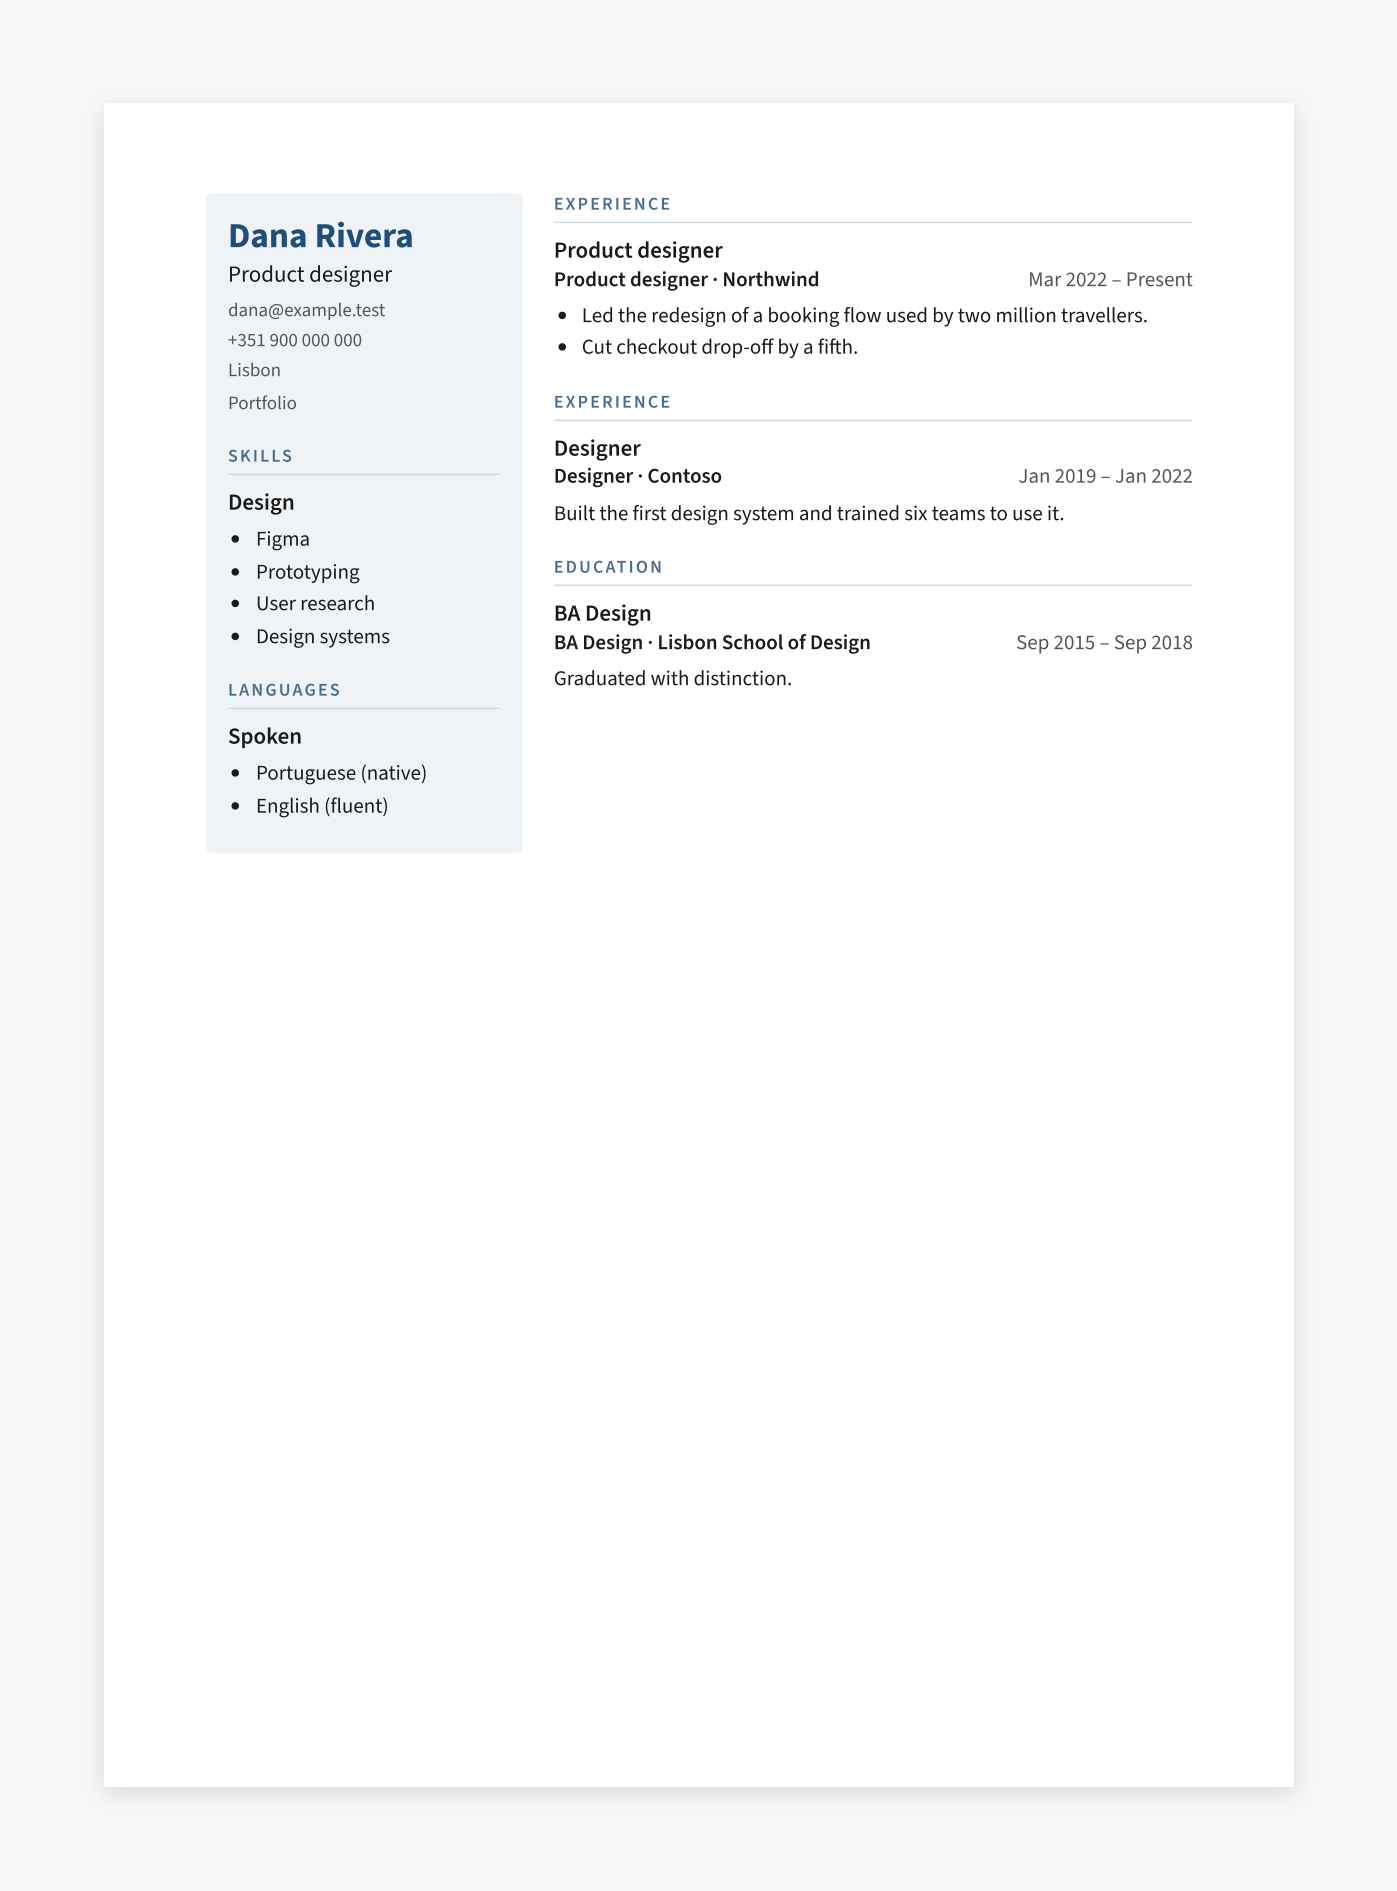 Dana Rivera
Product designer
dana@example.test
+351 900 000 000
Lisbon
Portfolio
SKILLS
Design
• Figma
• Prototyping
• User research
• Design systems
LANGUAGES
Spoken
• Portuguese (native)
• English (fluent)
EXPERIENCE
Product designer
Product designer · Northwind Mar 2022 – Present
• Led the redesign of a booking flow used by two million travellers.
• Cut checkout drop-off by a fifth.
EXPERIENCE
Designer
Designer · Contoso Jan 2019 – Jan 2022
Built the first design system and trained six teams to use it.
EDUCATION
BA Design
BA Design · Lisbon School of Design Sep 2015 – Sep 2018
Graduated with distinction.